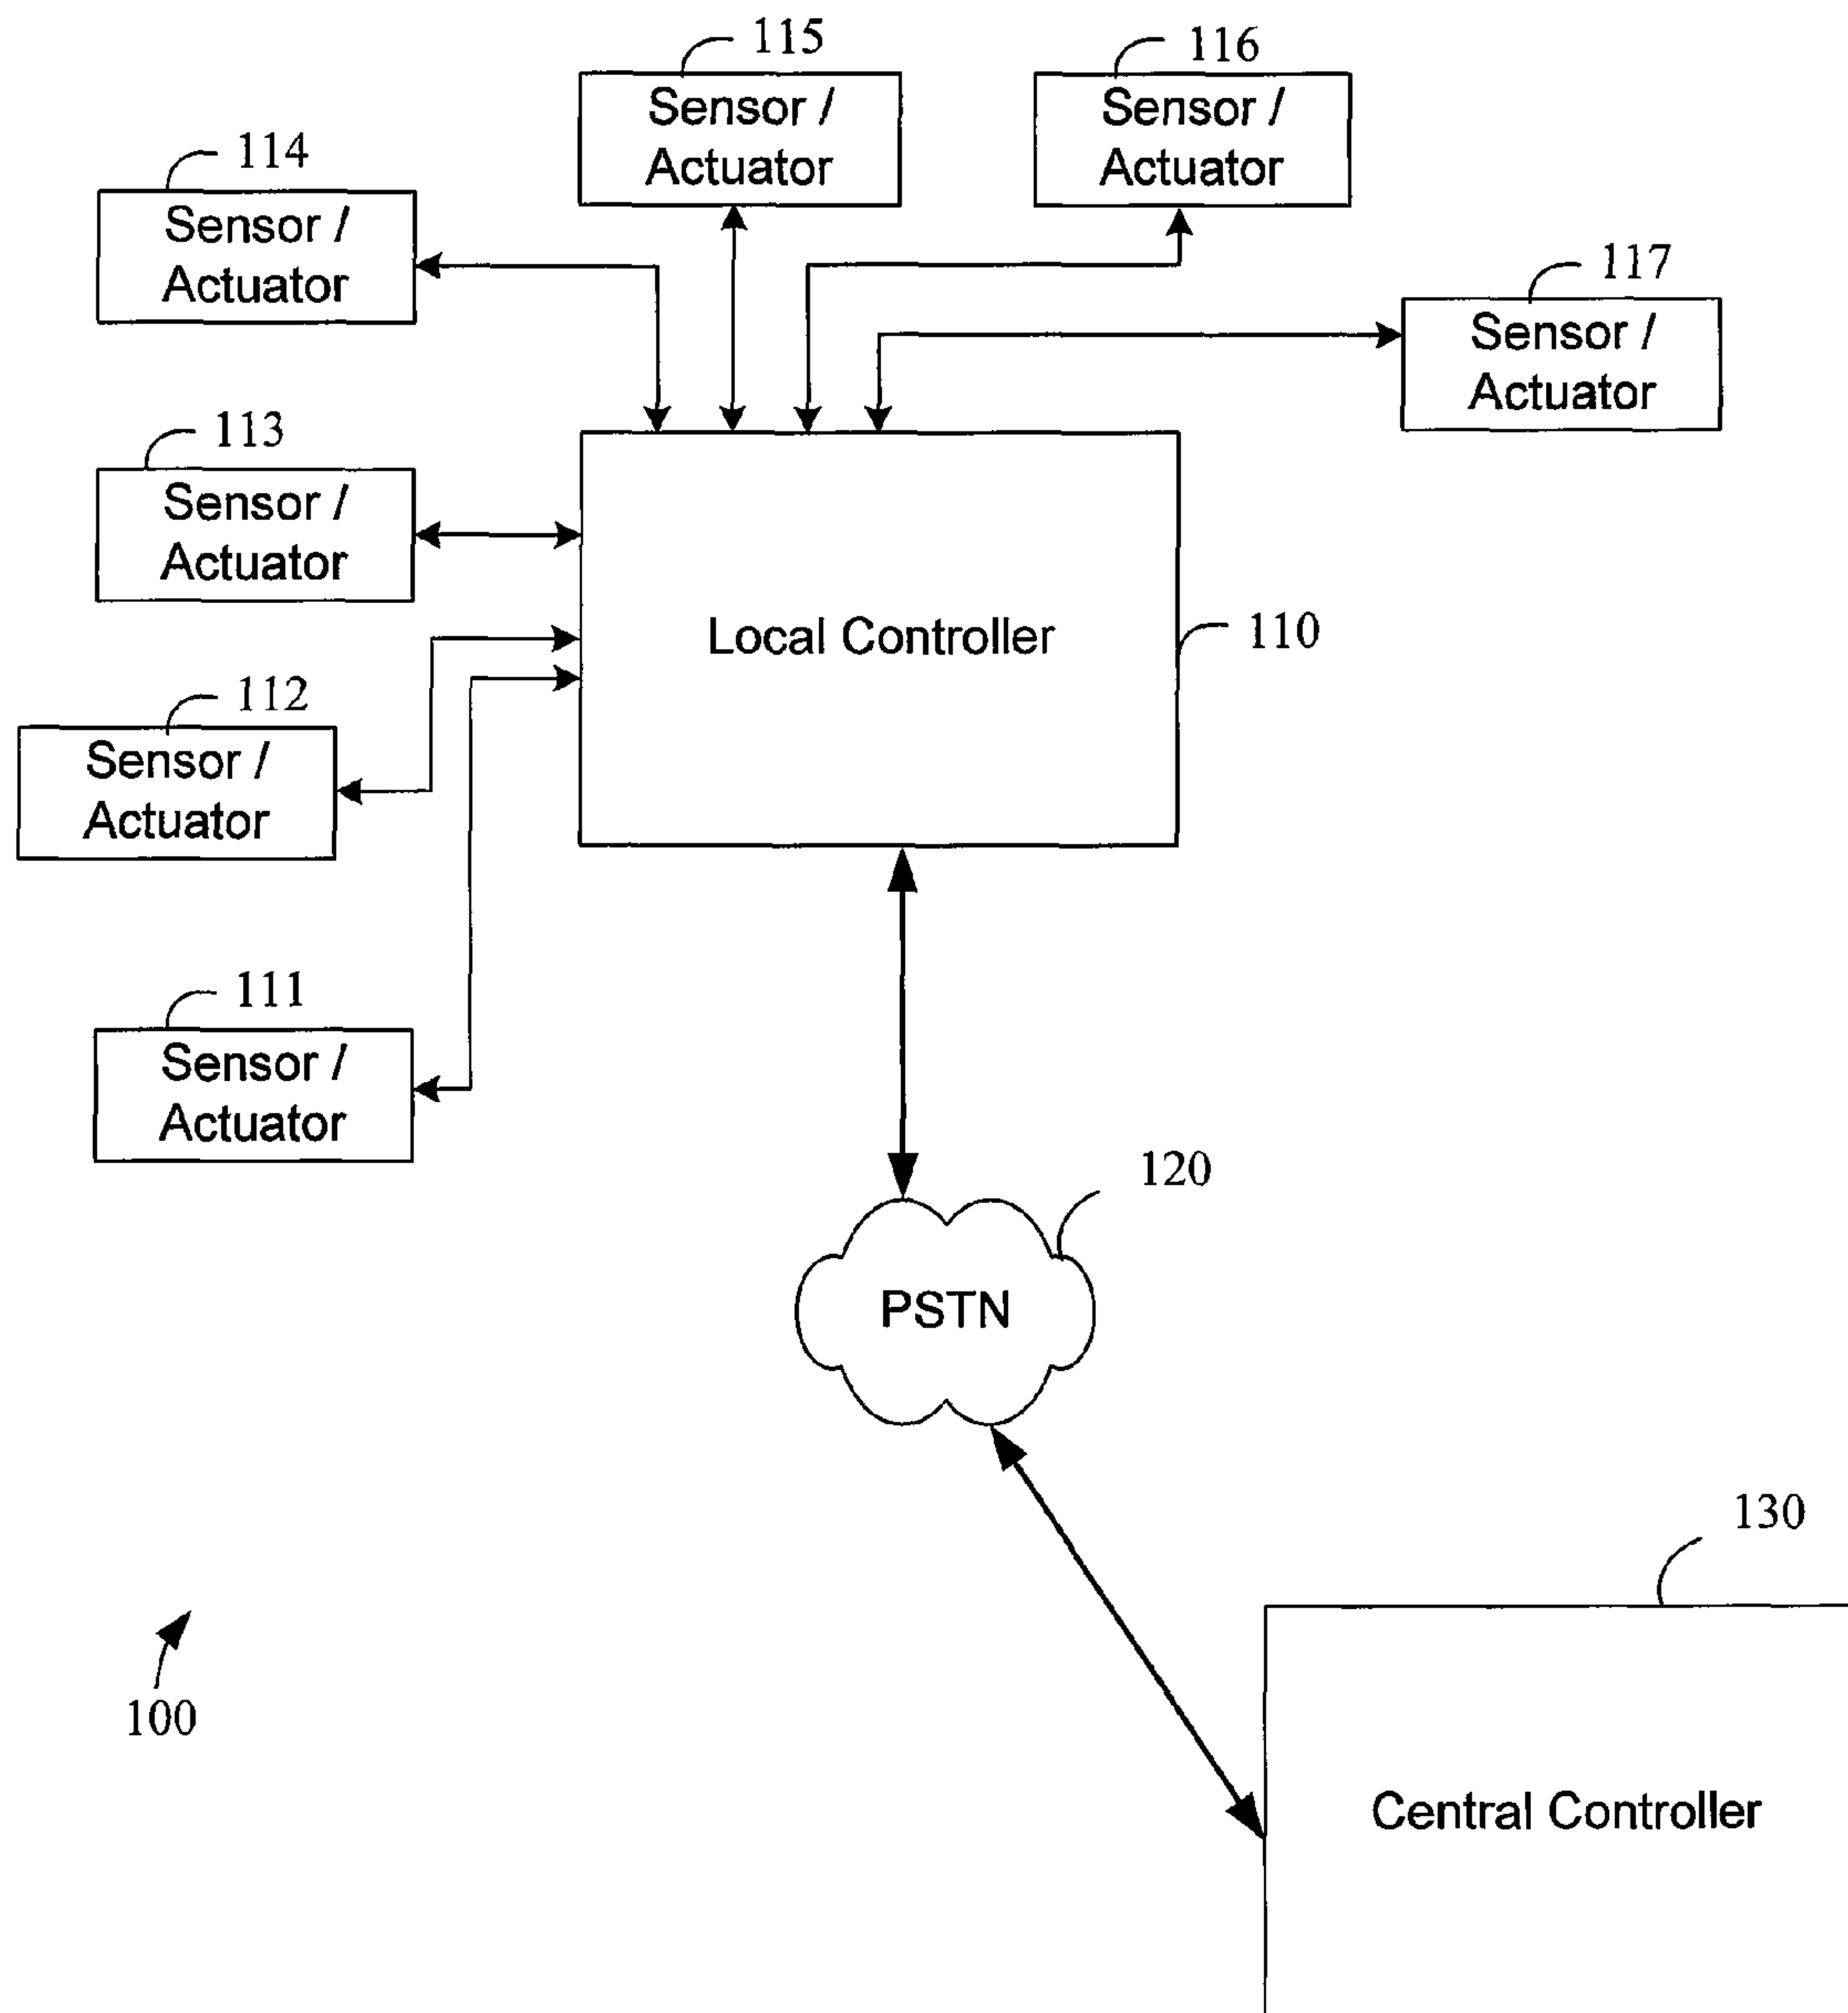 115
Sensor /
Actuator
116
Sensor /
Actuator
114
Sensor /
Actuator
117
Sensor /
Actuator
113
Sensor /
Actuator
Local Controller
110
112
Sensor /
Actuator
111
Sensor /
Actuator
120
PSTN
130
Central Controller
100